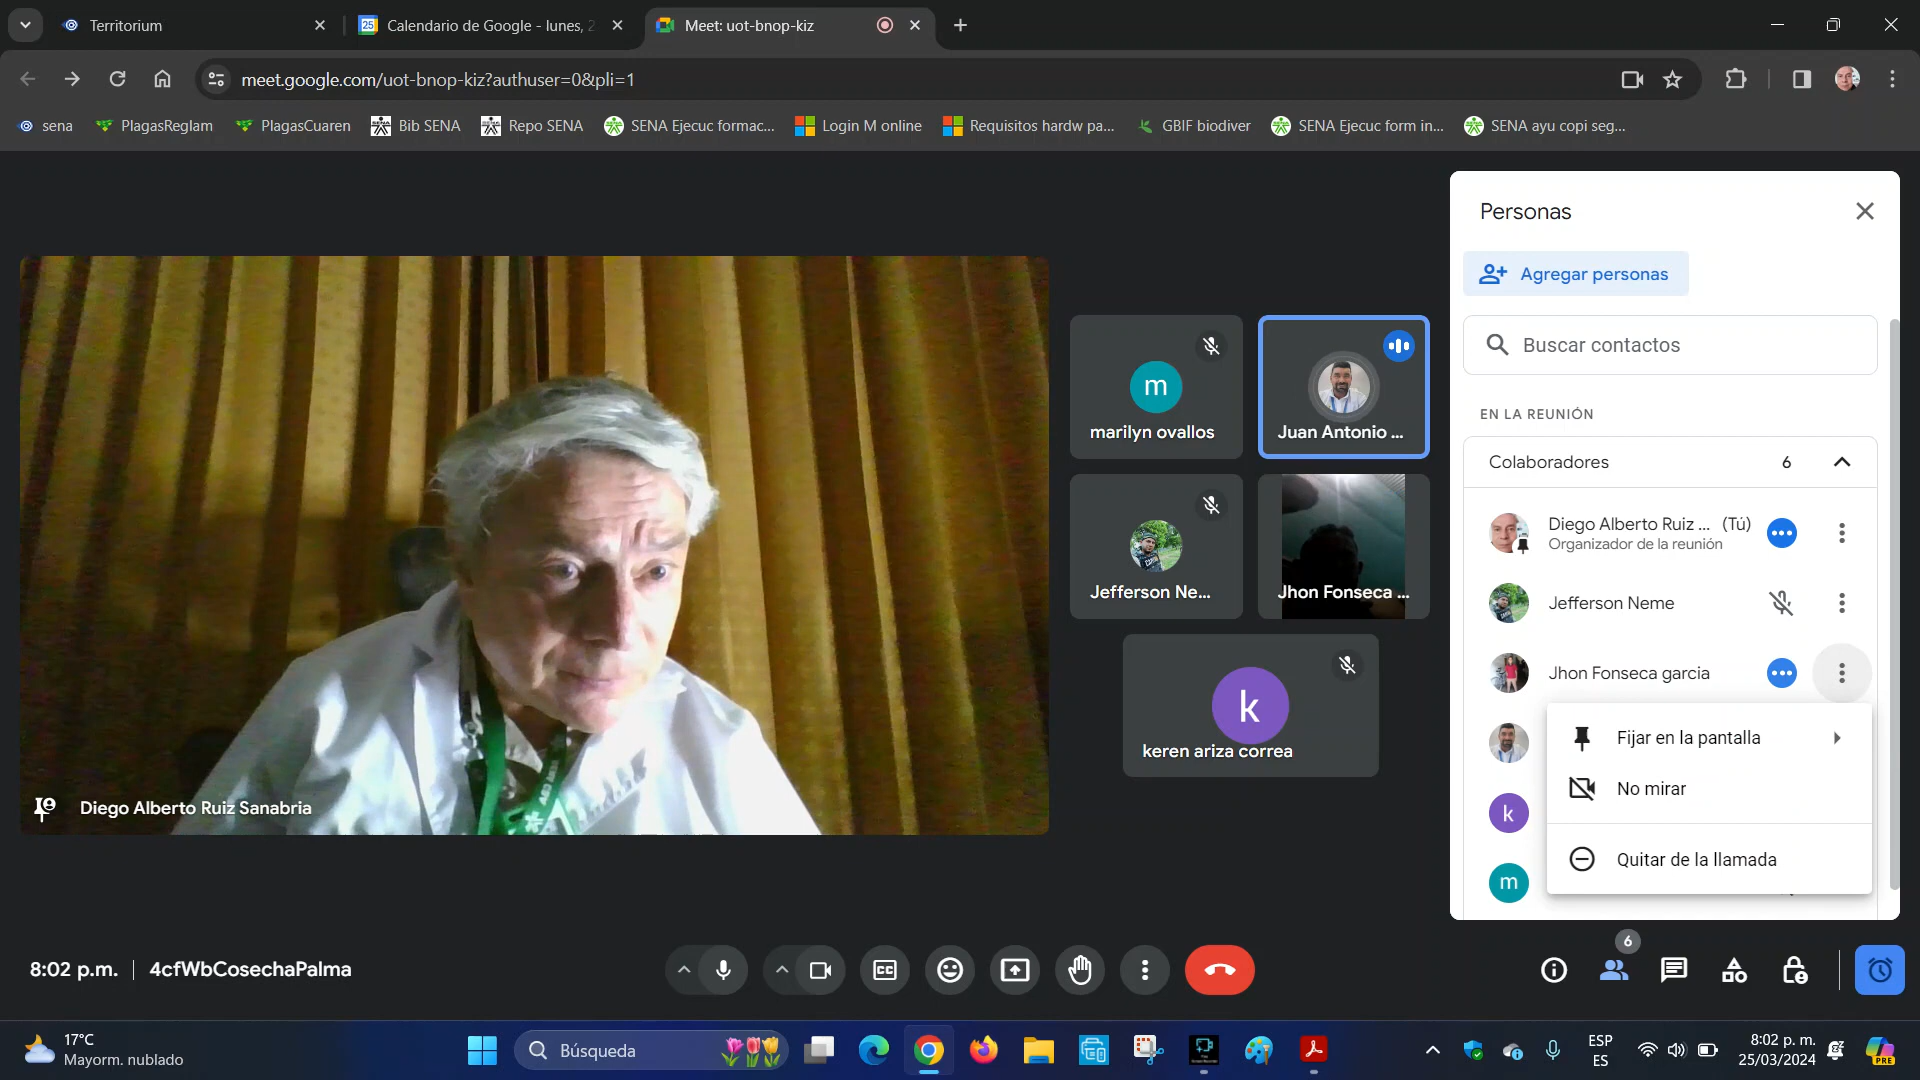 Territorium
Calendario de Google - lunes, 2
Meet: uot-bnop-kiz
meet.google.com/uot-bnop-kiz?authuser=0&pli=1
sena
PlagasReglam
PlagasCuaren
Bib SENA
Repo SENA
SENA Ejecuc formac...
Login M online
Requisitos hardw pa...
GBIF biodiver
SENA Ejecuc form in...
SENA ayu copi seg...
Diego Alberto Ruiz Sanabria
m
marilyn ovallos
Juan Antonio ...
Jefferson Ne...
Jhon Fonseca ...
k
keren ariza correa
Personas
Agregar personas
Buscar contactos
EN LA REUNIÓN
Colaboradores 6
Diego Alberto Ruiz ... (Tú)
Organizador de la reunión
Jefferson Neme
Jhon Fonseca garcia
Fijar en la pantalla
No mirar
k
Quitar de la llamada
m
8:02 p.m. | 4cfWbCosechaPalma
6
17°C
Mayorm. nublado
Búsqueda
ESP
ES
8:02 p. m.
25/03/2024
PRE